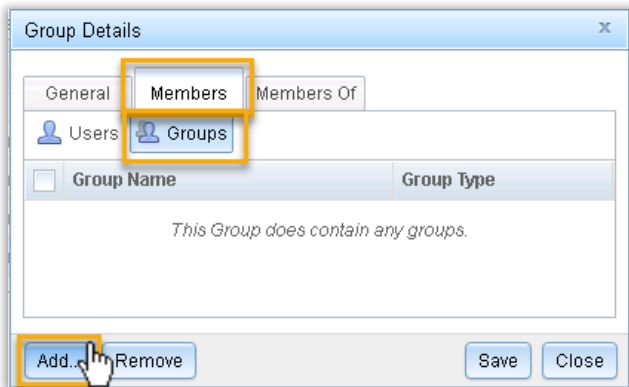 Group Details x
General Members Members Of
Users Groups
Group Name Group Type
This Group does contain any groups.
Add... Remove Save Close